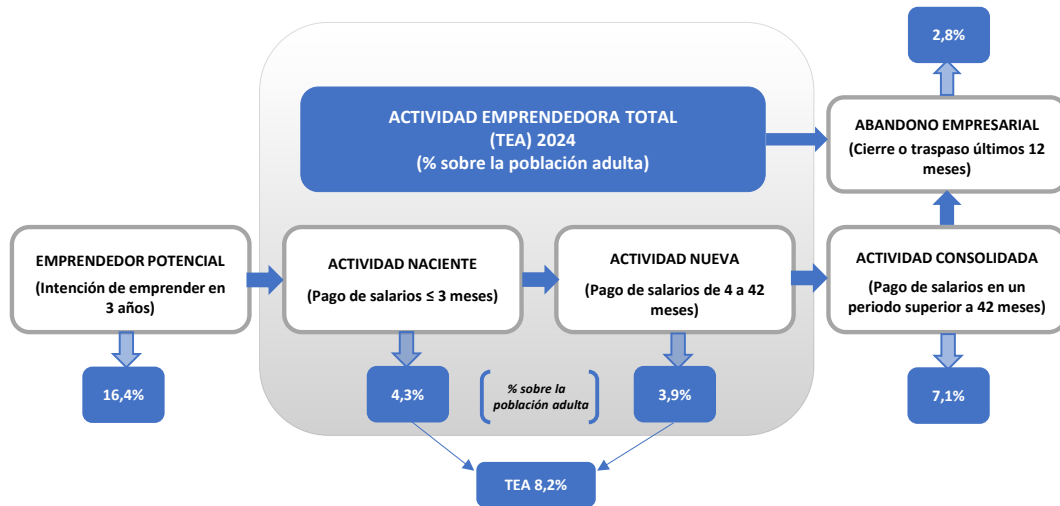 2,8%
ACTIVIDAD EMPRENDEDORA TOTAL
(TEA) 2024
(% sobre la población adulta)
ABANDONO EMPRESARIAL
(Cierre o traspaso últimos 12
meses)
EMPRENDEDOR POTENCIAL
(Intención de emprender en
3 años)
ACTIVIDAD NACIENTE
(Pago de salarios ≤ 3 meses)
ACTIVIDAD NUEVA
(Pago de salarios de 4 a 42
meses)
ACTIVIDAD CONSOLIDADA
(Pago de salarios en un
periodo superior a 42 meses)
16,4%
4,3%
% sobre la
población adulta
3,9%
7,1%
TEA 8,2%